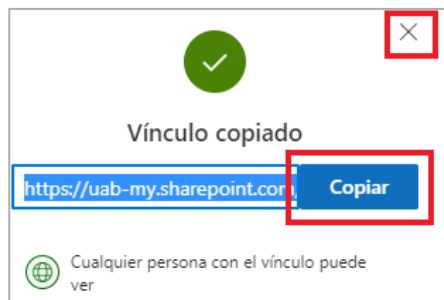 Vínculo copiado
https://uab-my.sharepoint.com/
Copiar
Cualquier persona con el vínculo puede
ver